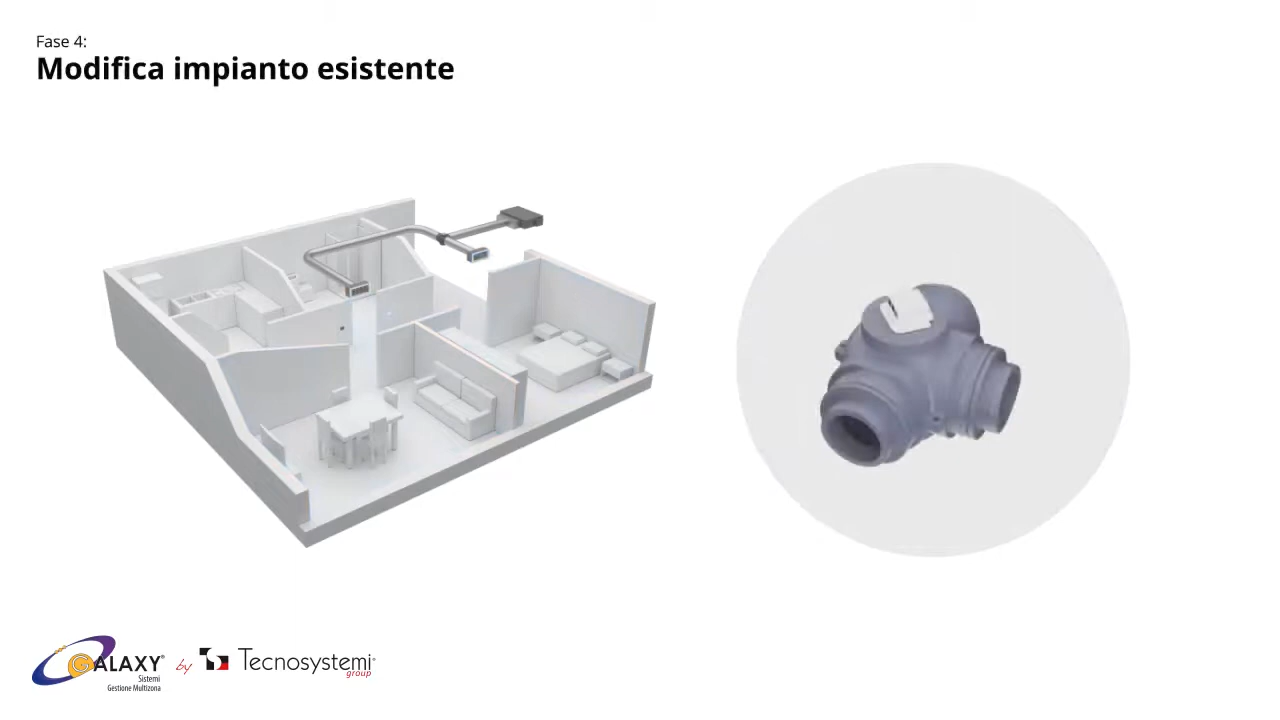 Fase 4:
Modifica impianto esistente
GALAXY® by Tecnosystemi®
group
Sistemi
Gestione Multizona